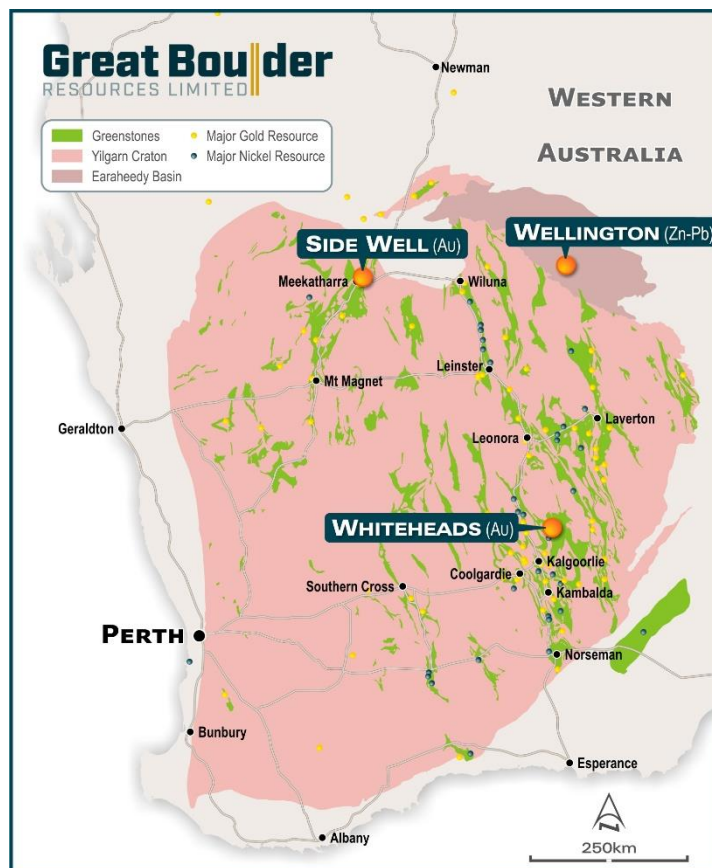 Great Boulder
RESOURCES LIMITED
Newman
WESTERN
AUSTRALIA
Greenstones
Major Gold Resource
Yilgarn Craton
Major Nickel Resource
Earaheedy Basin
SIDE WELL (Au)
WELLINGTON (Zn-Pb)
Meekatharra
Wiluna
Leinster
Mt Magnet
Geraldton
Laverton
Leonora
WHITEHEADS (Au)
Kalgoorlie
Coolgardie
Southern Cross
Kambalda
PERTH
Norseman
Bunbury
Esperance
Albany
N
250km